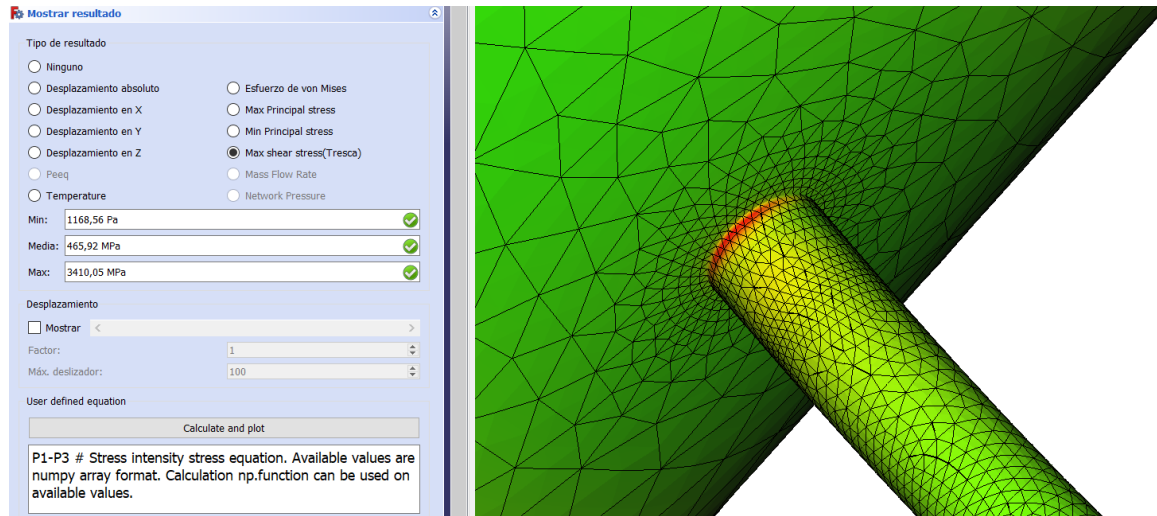 Mostrar resultado
Tipo de resultado
Ninguno
Desplazamiento absoluto
Esfuerzo de von Mises
Desplazamiento en X
Max Principal stress
Desplazamiento en Y
Min Principal stress
Desplazamiento en Z
Max shear stress(Tresca)
Peeq
Mass Flow Rate
Temperature
Network Pressure
Min: 1168,56 Pa
Media: 465,92 MPa
Max: 3410,05 MPa
Desplazamiento
Mostrar
Factor: 1
Máx. deslizador: 100
User defined equation
Calculate and plot
P1-P3 # Stress intensity stress equation. Available values are
numpy array format. Calculation np.function can be used on
available values.